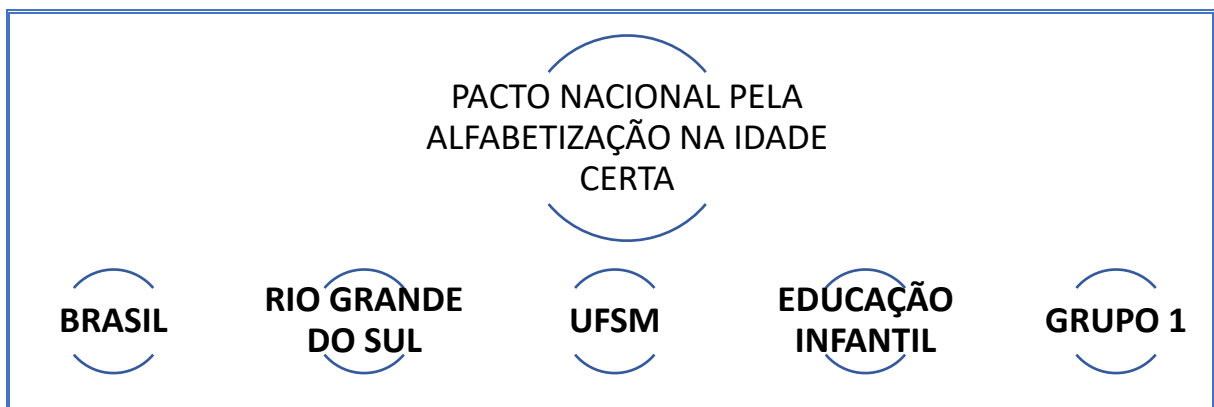 PACTO NACIONAL PELA
ALFABETIZAÇÃO NA IDADE
CERTA
BRASIL
RIO GRANDE
DO SUL
UFSM
EDUCAÇÃO
INFANTIL
GRUPO 1